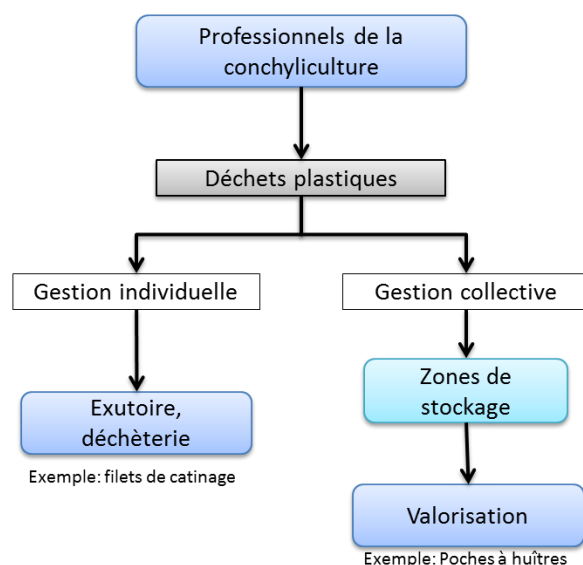 Professionnels de la
conchyliculture
Déchets plastiques
Gestion individuelle
Gestion collective
Exutoire,
déchèterie
Exemple: filets de catinage
Zones de
stockage
Valorisation
Exemple: Poches à huîtres